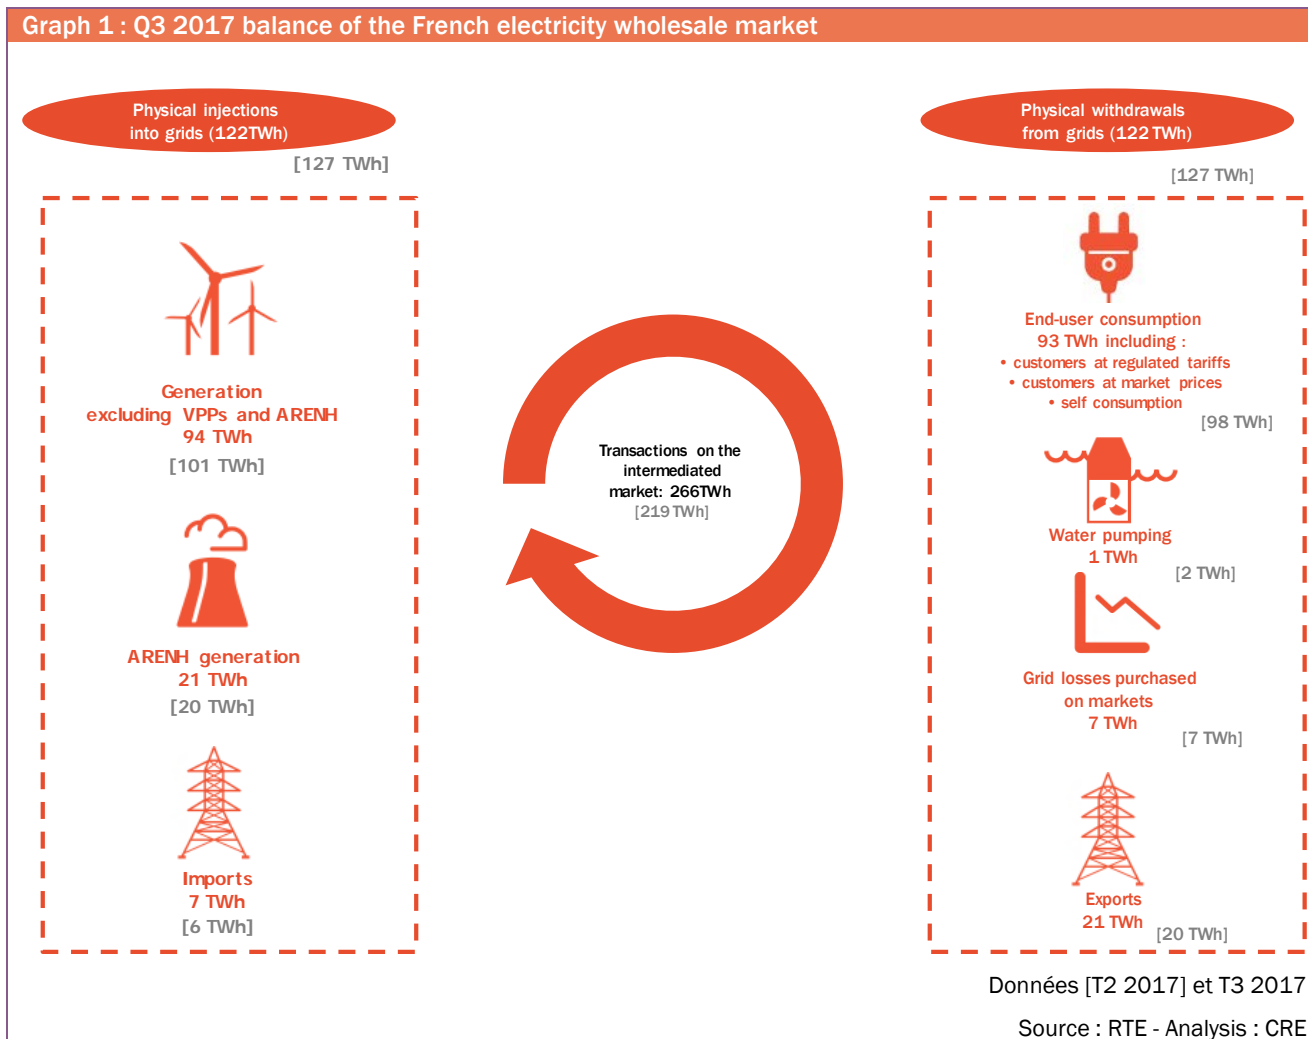 Graph 1 : Q3 2017 balance of the French electricity wholesale market
Physical injections
into grids (122TWh)
[127 TWh]
Generation
excluding VPPs and ARENH
94 TWh
[101 TWh]
ARENH generation
21 TWh
[20 TWh]
Imports
7 TWh
[6 TWh]
Transactions on the
intermediated
market: 266TWh
[219 TWh]
Physical withdrawals
from grids (122 TWh)
[127 TWh]
End-user consumption
93 TWh including :
• customers at regulated tariffs
• customers at market prices
• self consumption
[98 TWh]
Water pumping
1 TWh
[2 TWh]
Grid losses purchased
on markets
7 TWh
[7 TWh]
Exports
21 TWh
[20 TWh]
Données [T2 2017] et T3 2017
Source : RTE - Analysis : CRE